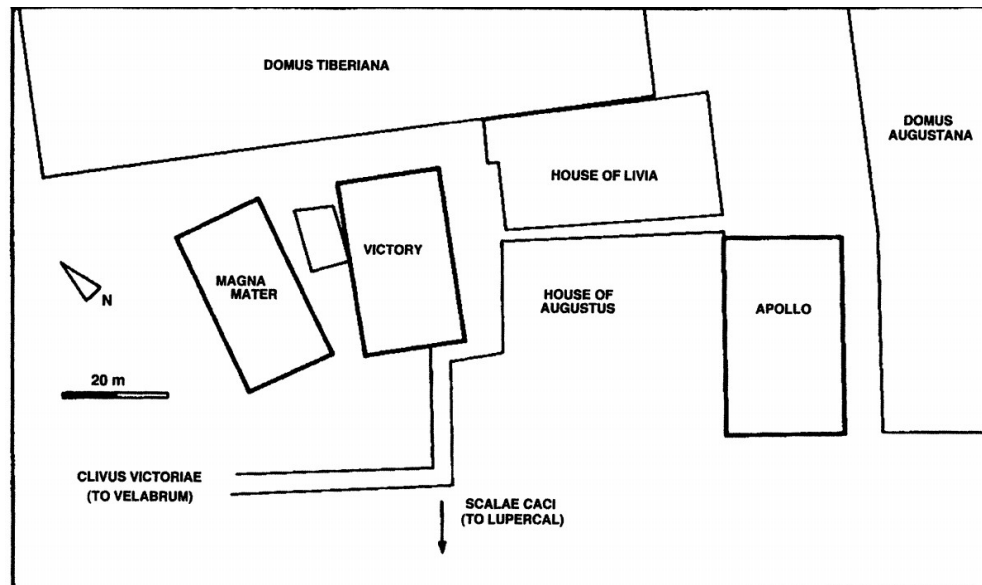 DOMUS TIBERIANA
DOMUS
AUGUSTANA
HOUSE OF LIVIA
VICTORY
MAGNA
MATER
N
HOUSE OF
AUGUSTUS
APOLLO
20 m
CLIVUS VICTORIAE
(TO VELABRUM)
SCALAE CACI
(TO LUPERCAL)